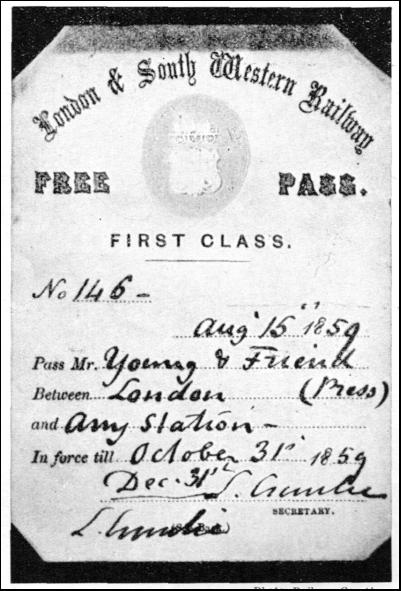 London & South Western Railway
FREE PASS.
FIRST CLASS.
No 146 -
Aug 15" 1859
Pass Mr. Young & Friend
Between London (Press)
and Any Station -
In force till October 31st 1859
Dec. 31st
SECRETARY.